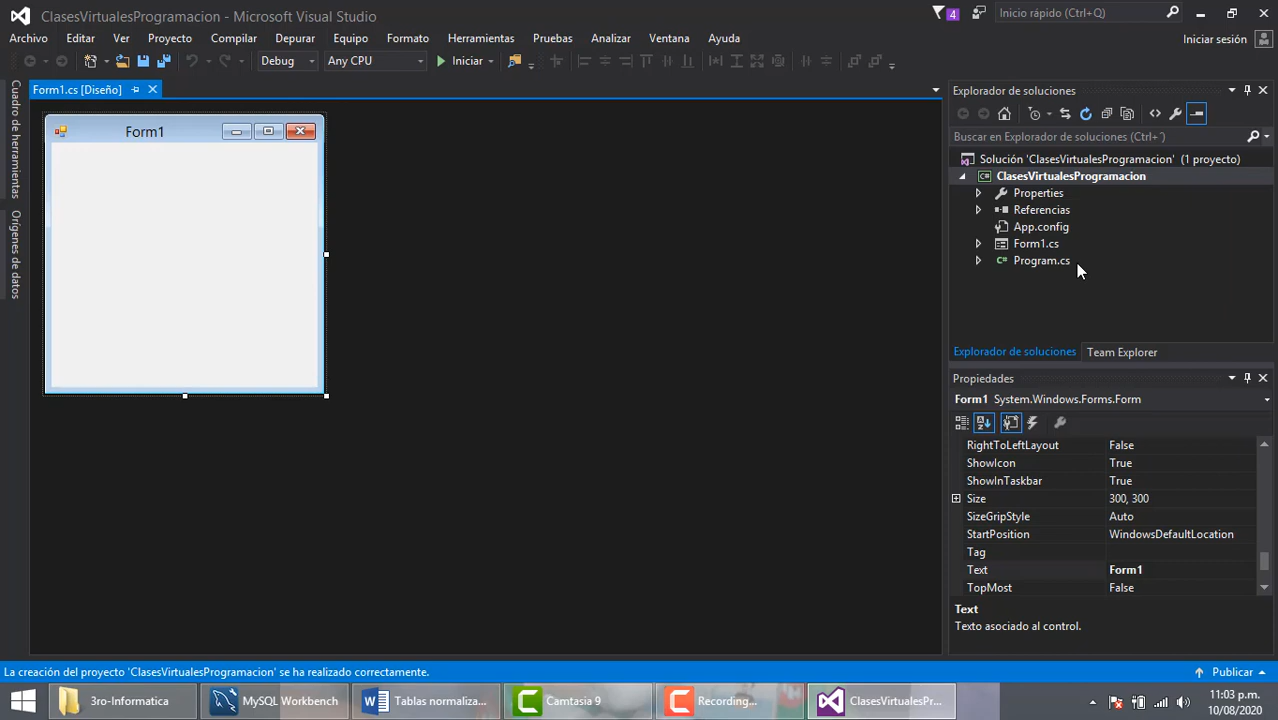 ClasesVirtualesProgramacion - Microsoft Visual Studio
4
Inicio rápido (Ctrl+Q)
Archivo Editar Ver Proyecto Compilar Depurar Equipo Formato Herramientas Pruebas Analizar Ventana Ayuda
Iniciar sesión
Debug Any CPU Iniciar
Cuadro de herramientas
Orígenes de datos
Form1.cs [Diseño]
Form1
Explorador de soluciones
Buscar en Explorador de soluciones (Ctrl+´)
Solución 'ClasesVirtualesProgramacion' (1 proyecto)
C# ClasesVirtualesProgramacion
Properties
Referencias
App.config
Form1.cs
C# Program.cs
Explorador de soluciones Team Explorer
Propiedades
Form1 System.Windows.Forms.Form
RightToLeftLayout False
ShowIcon True
ShowInTaskbar True
Size 300, 300
SizeGripStyle Auto
StartPosition WindowsDefaultLocation
Tag
Text Form1
TopMost False
Text
Texto asociado al control.
La creación del proyecto 'ClasesVirtualesProgramacion' se ha realizado correctamente.
Publicar
3ro-Informatica MySQL Workbench Tablas normaliza... Camtasia 9 Recording... ClasesVirtualesPr...
11:03 p.m.
10/08/2020